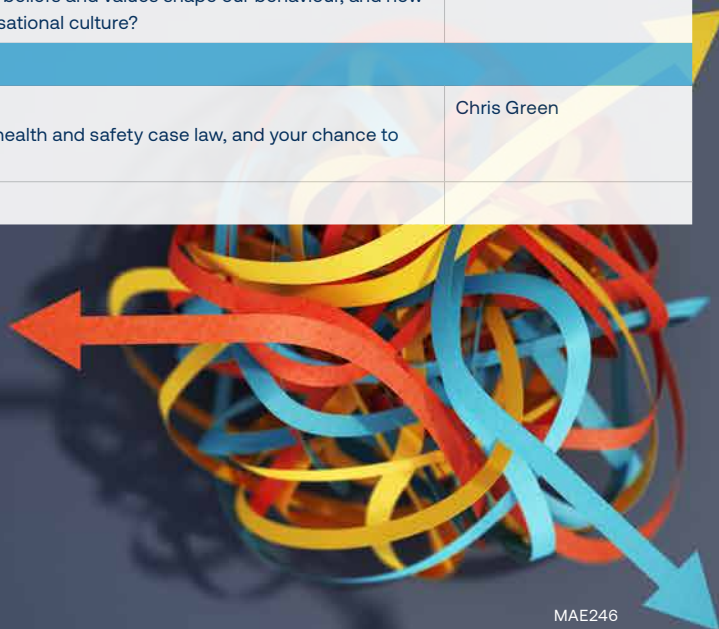 beliefs and values shape our behaviour, and how
sational culture?
Chris Green
health and safety case law, and your chance to
MAE246